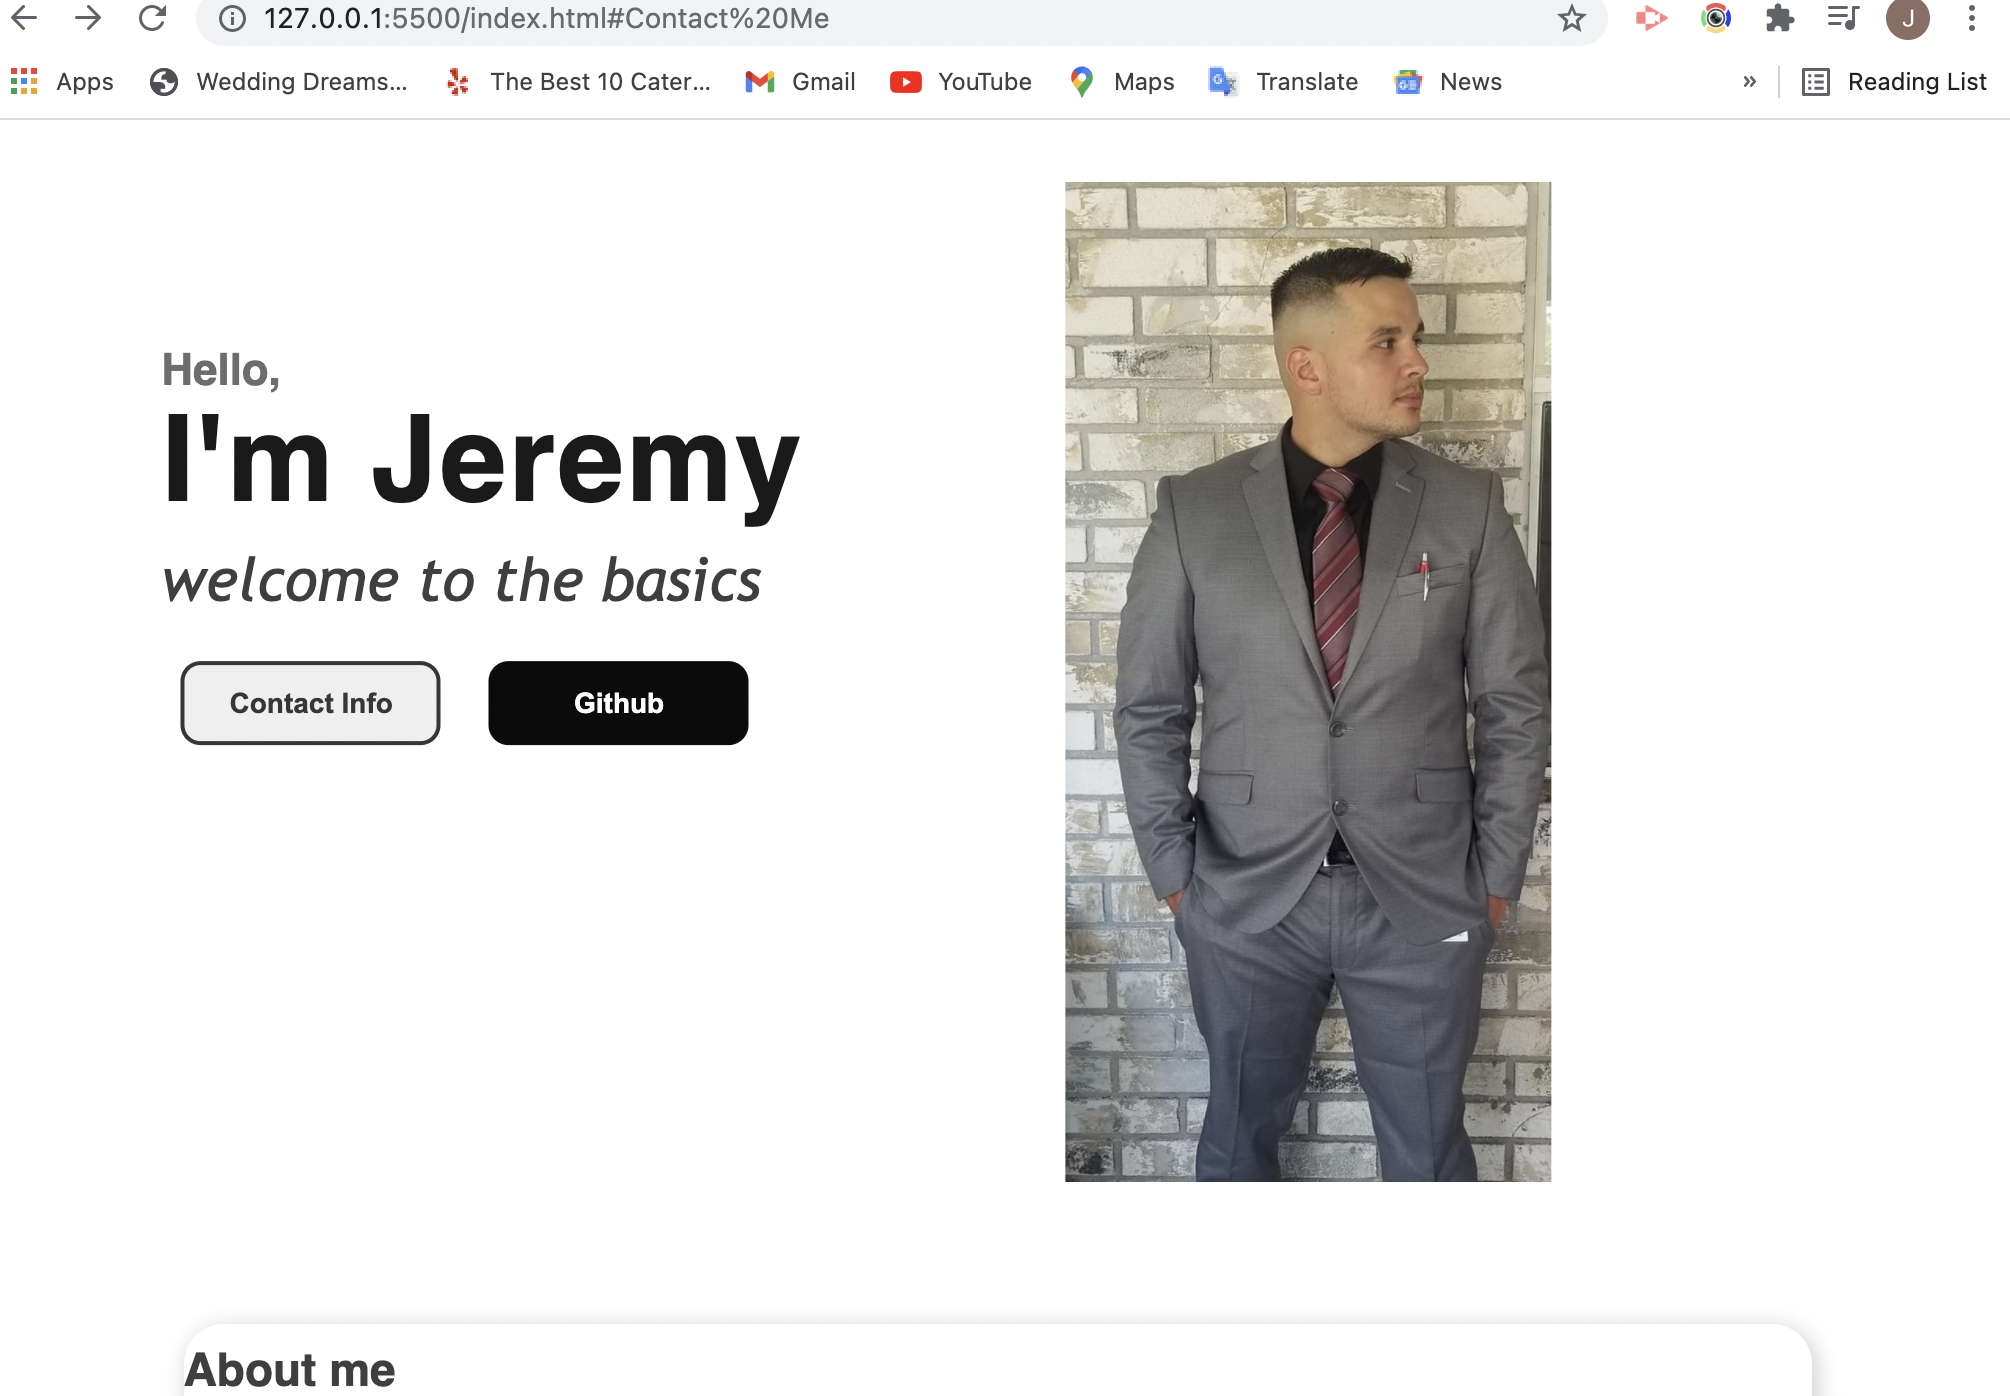 127.0.0.1:5500/index.html#Contact%20Me
J
Apps Wedding Dreams... The Best 10 Cater... Gmail YouTube Maps Translate News » Reading List
Hello,
I'm Jeremy
welcome to the basics
Contact Info Github
About me